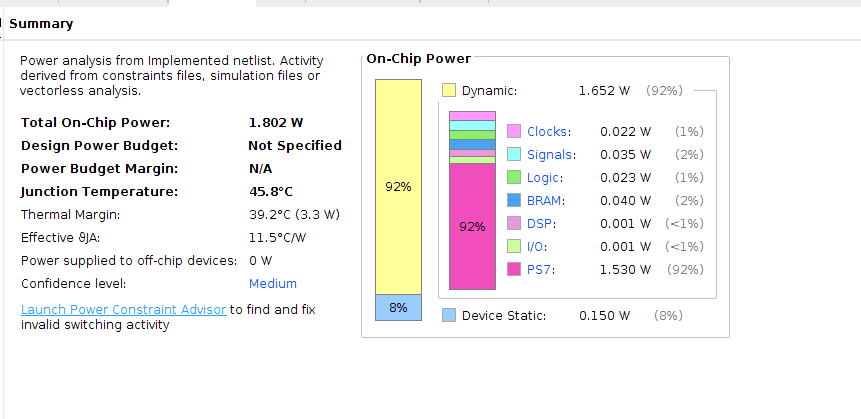 Summary
Power analysis from Implemented netlist. Activity
derived from constraints files, simulation files or
vectorless analysis.
Total On-Chip Power: 1.802 W
Design Power Budget: Not Specified
Power Budget Margin: N/A
Junction Temperature: 45.8°C
Thermal Margin: 39.2°C (3.3 W)
Effective ϑJA: 11.5°C/W
Power supplied to off-chip devices: 0 W
Confidence level: Medium
Launch Power Constraint Advisor to find and fix
invalid switching activity
On-Chip Power
Dynamic: 1.652 W (92%)
Clocks: 0.022 W (1%)
Signals: 0.035 W (2%)
Logic: 0.023 W (1%)
BRAM: 0.040 W (2%)
DSP: 0.001 W (<1%)
I/O: 0.001 W (<1%)
PS7: 1.530 W (92%)
Device Static: 0.150 W (8%)
92%
92%
8%